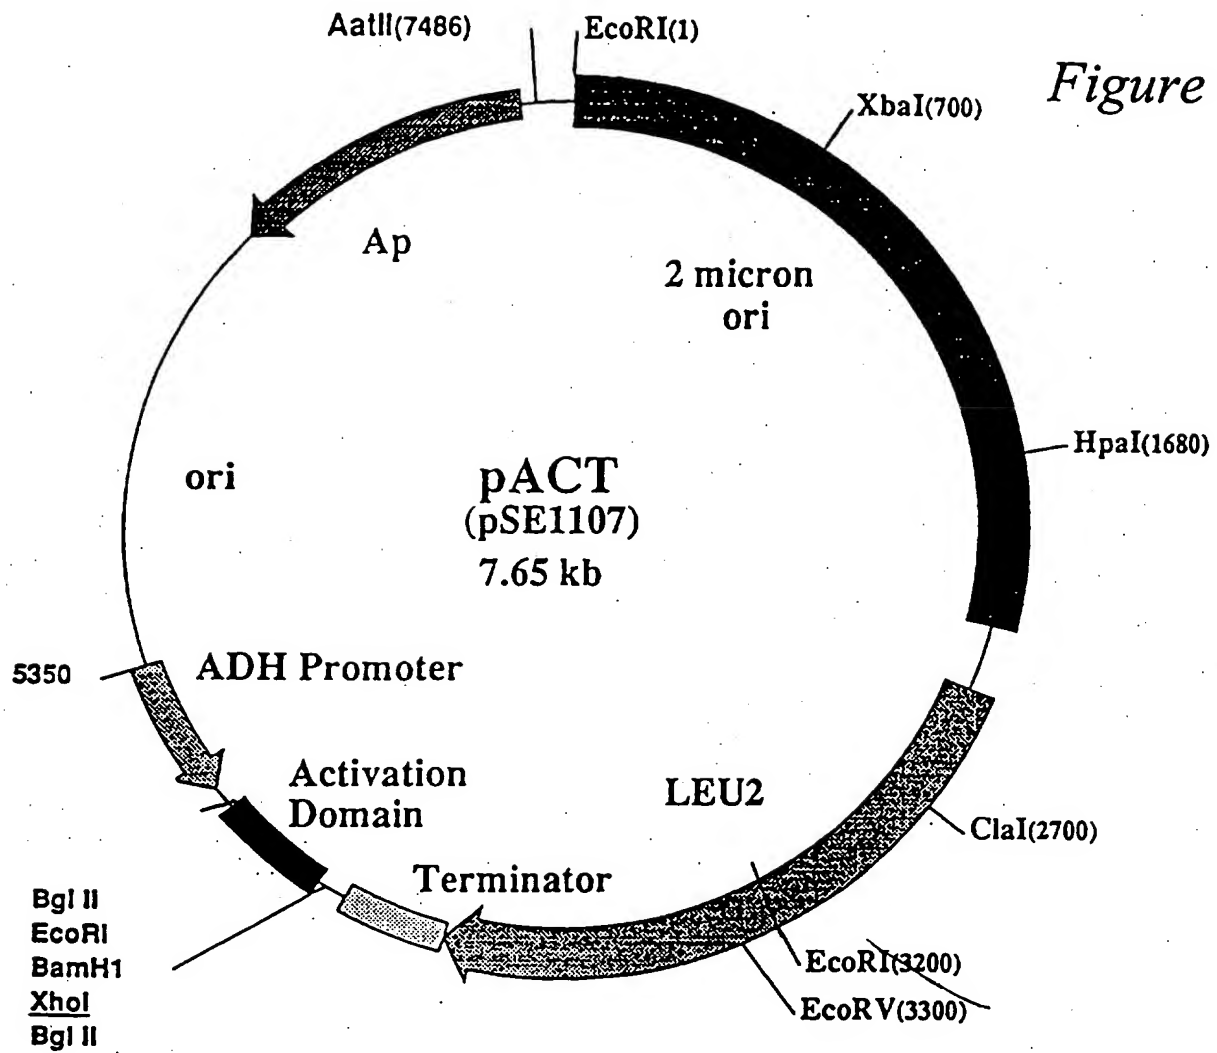 AatII(7486)
EcoRI(1)
Figure
XbaI(700)
Ap
2 micron
ori
HpaI(1680)
ori
pACT
(pSE1107)
7.65 kb
5350
ADH Promoter
Activation
Domain
LEU2
ClaI(2700)
Terminator
Bgl II
EcoRI
BamH1
XhoI
Bgl II
EcoRI(3200)
EcoRV(3300)